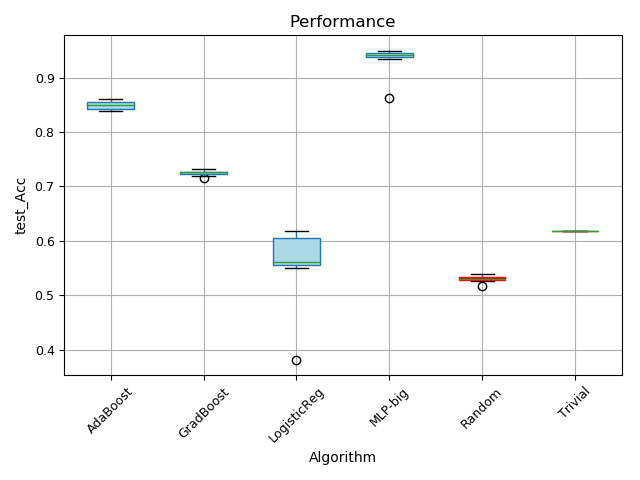 Performance
test_Acc
0.9
0.8
0.7
0.6
0.5
0.4
AdaBoost
GradBoost
LogisticReg
MLP-big
Random
Trivial
Algorithm